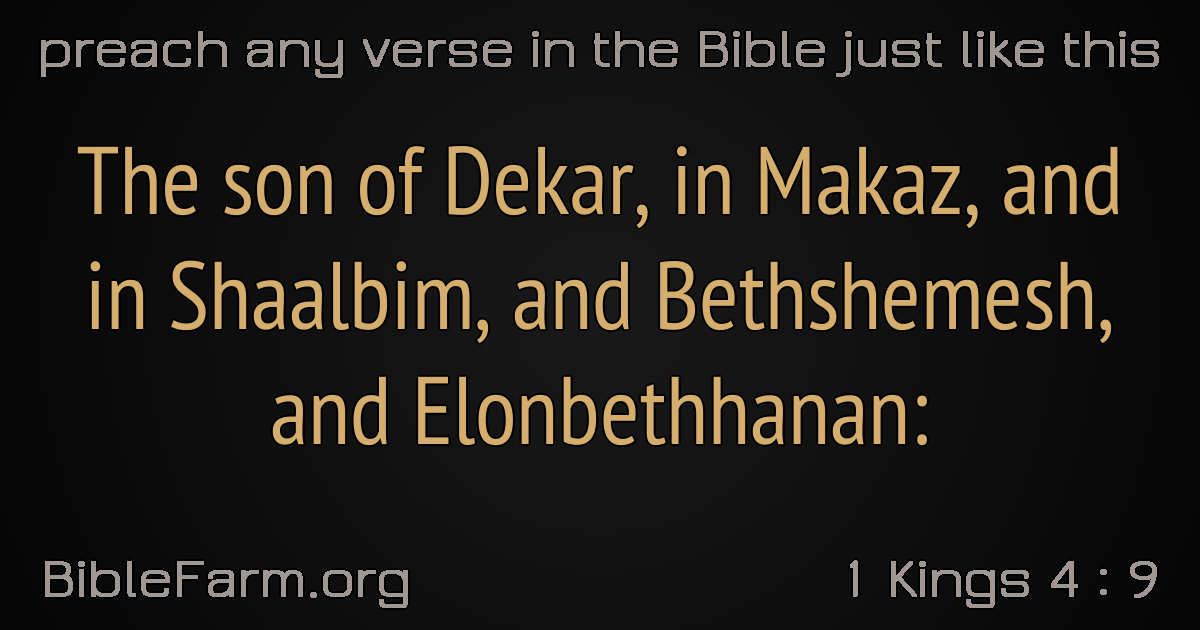 preach any verse in the Bible just like this
The son of Dekar, in Makaz, and
in Shaalbim, and Bethshemesh,
and Elonbethhanan:
BibleFarm.org
1 Kings 4 : 9